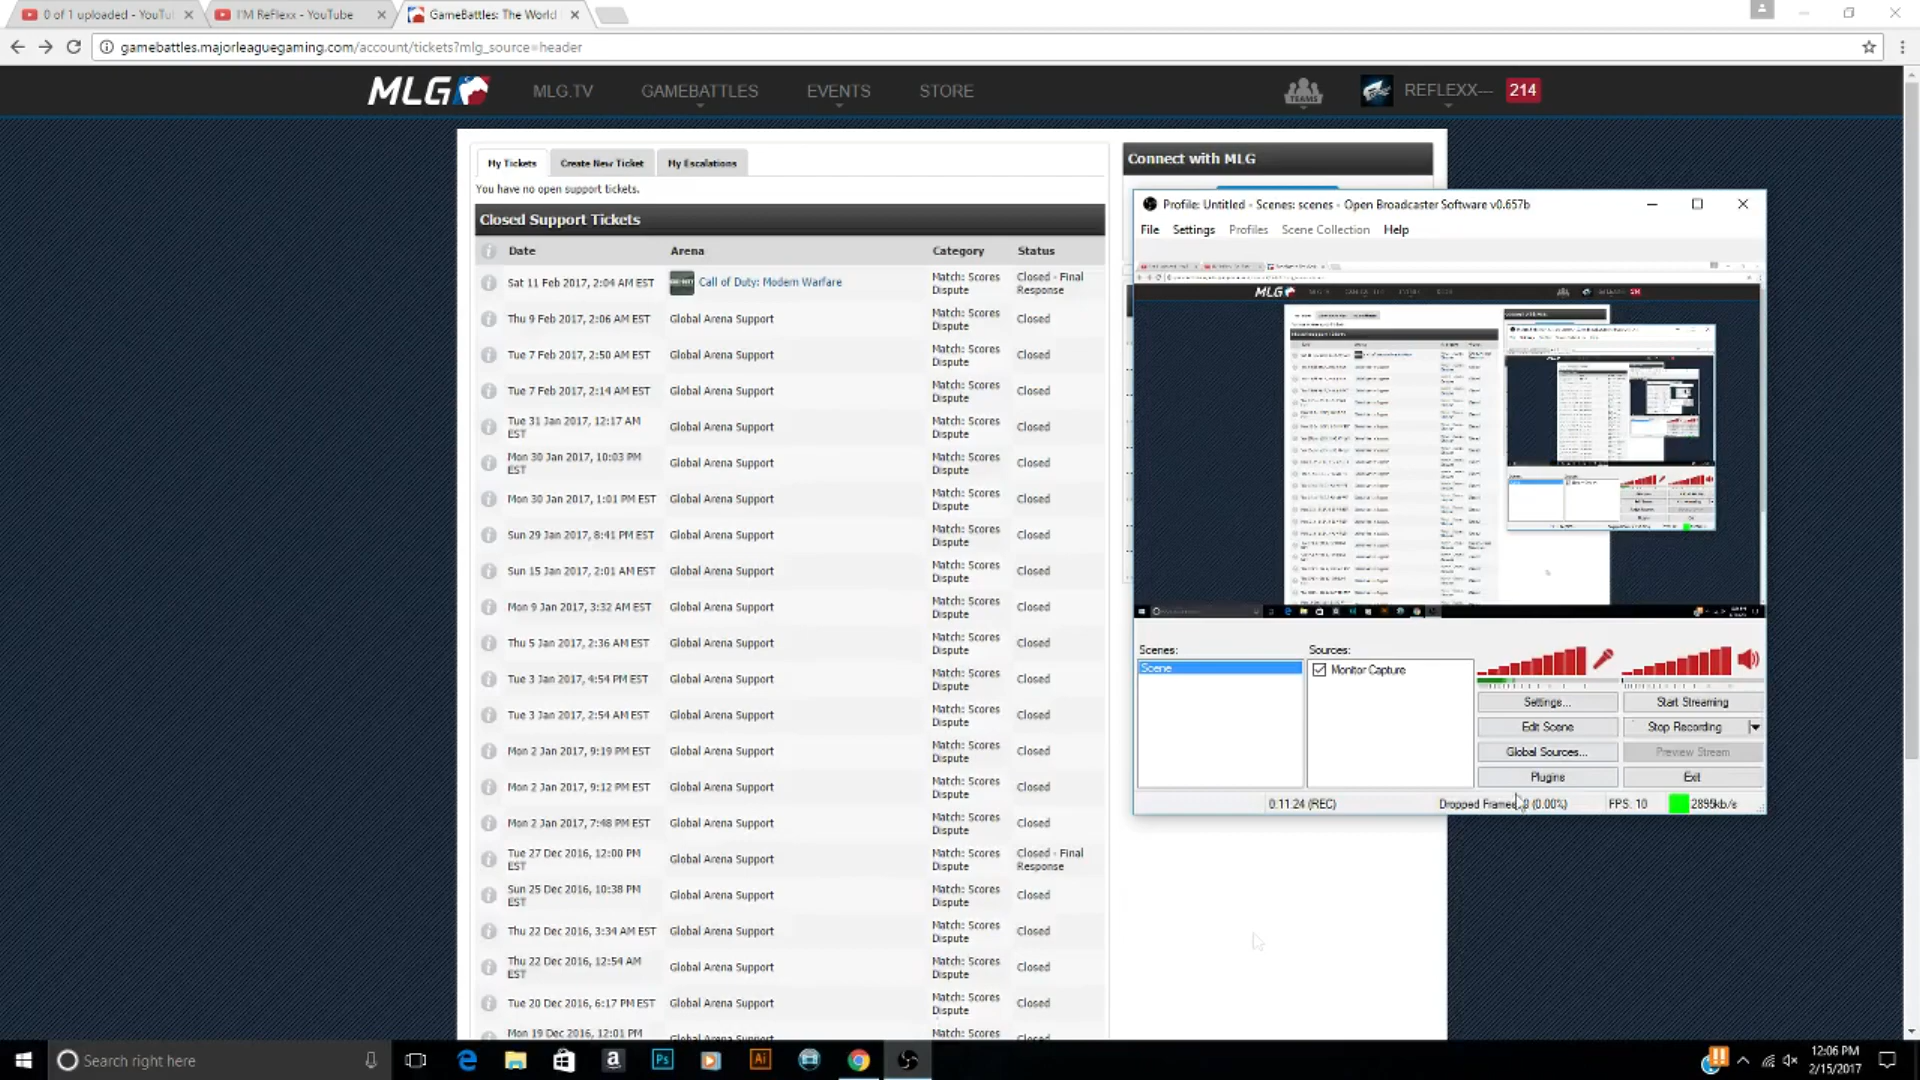 0 of 1 uploaded - YouTu
I'M ReFlexx - YouTube
GameBattles: The World
gamebattles.majorleaguegaming.com/account/tickets?mlg_source=header
MLG
MLG.TV
GAMEBATTLES
EVENTS
STORE
TEAMS
REFLEXX—
214
My Tickets
Create New Ticket
My Escalations
You have no open support tickets.
Closed Support Tickets
Date Arena Category Status
Sat 11 Feb 2017, 2:04 AM EST Call of Duty: Modern Warfare Match: Scores Closed - Final
Dispute Response
Thu 9 Feb 2017, 2:06 AM EST Global Arena Support Match: Scores Closed
Dispute
Tue 7 Feb 2017, 2:50 AM EST Global Arena Support Match: Scores Closed
Dispute
Tue 7 Feb 2017, 2:14 AM EST Global Arena Support Match: Scores Closed
Dispute
Tue 31 Jan 2017, 12:17 AM Global Arena Support Match: Scores Closed
EST Dispute
Mon 30 Jan 2017, 10:03 PM Global Arena Support Match: Scores Closed
EST Dispute
Mon 30 Jan 2017, 1:01 PM EST Global Arena Support Match: Scores Closed
Dispute
Sun 29 Jan 2017, 8:41 PM EST Global Arena Support Match: Scores Closed
Dispute
Sun 15 Jan 2017, 2:01 AM EST Global Arena Support Match: Scores Closed
Dispute
Mon 9 Jan 2017, 3:32 AM EST Global Arena Support Match: Scores Closed
Dispute
Thu 5 Jan 2017, 2:36 AM EST Global Arena Support Match: Scores Closed
Dispute
Tue 3 Jan 2017, 4:54 PM EST Global Arena Support Match: Scores Closed
Dispute
Tue 3 Jan 2017, 2:54 AM EST Global Arena Support Match: Scores Closed
Dispute
Mon 2 Jan 2017, 9:19 PM EST Global Arena Support Match: Scores Closed
Dispute
Mon 2 Jan 2017, 9:12 PM EST Global Arena Support Match: Scores Closed
Dispute
Mon 2 Jan 2017, 7:48 PM EST Global Arena Support Match: Scores Closed
Dispute
Tue 27 Dec 2016, 12:00 PM Global Arena Support Match: Scores Closed - Final
EST Dispute Response
Sun 25 Dec 2016, 10:38 PM Global Arena Support Match: Scores Closed
EST Dispute
Thu 22 Dec 2016, 3:34 AM EST Global Arena Support Match: Scores Closed
Dispute
Thu 22 Dec 2016, 12:54 AM Global Arena Support Match: Scores Closed
EST Dispute
Tue 20 Dec 2016, 6:17 PM EST Global Arena Support Match: Scores Closed
Dispute
Mon 19 Dec 2016, 12:01 PM Global Arena Support Match: Scores Closed
Connect with MLG
Profile: Untitled - Scenes: scenes - Open Broadcaster Software v0.657b
File Settings Profiles Scene Collection Help
MLG
Scenes:
Scene
Sources:
Monitor Capture
Settings...
Start Streaming
Edit Scene
Stop Recording
Global Sources...
Preview Stream
Plugins
Exit
0:11:24 (REC)
Dropped Frames: 0 (0.00%)
FPS: 10
2895kb/s
Search right here
Ps
Ai
12:06 PM
2/15/2017